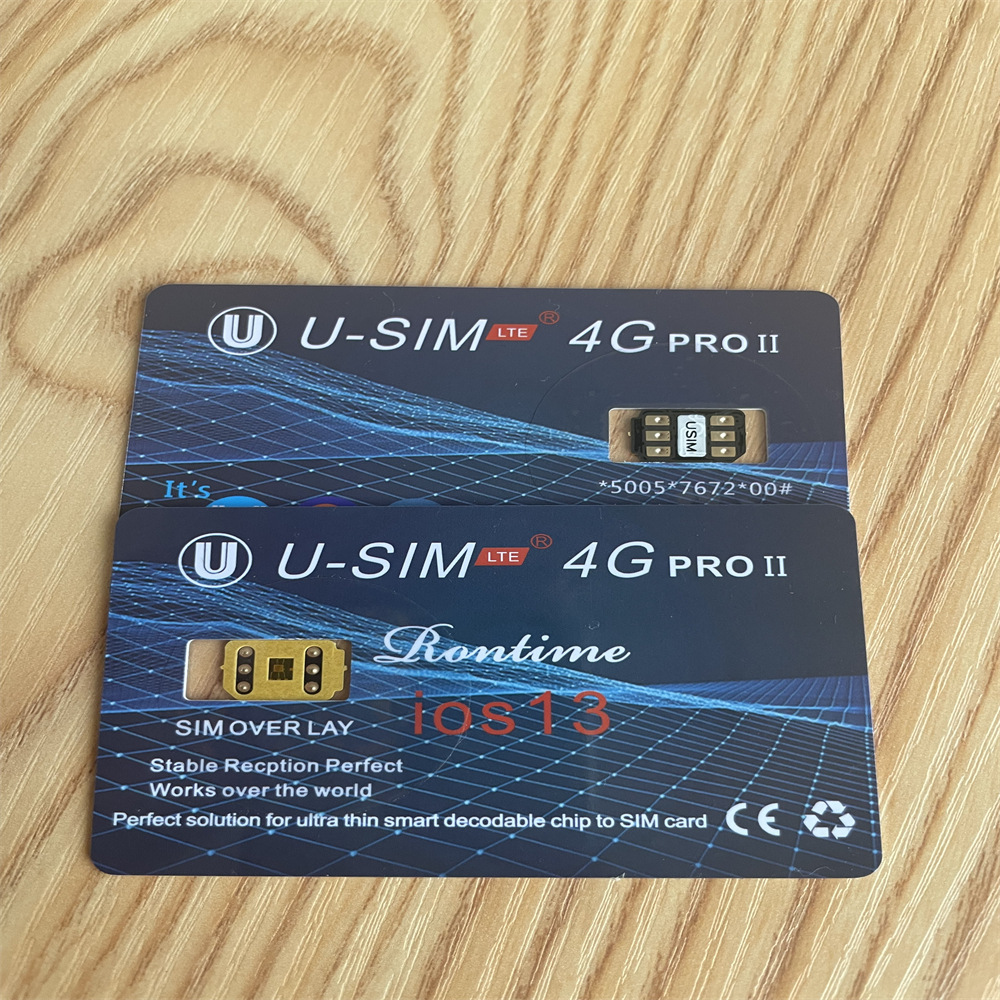 U U-SIM LTE ® 4G PRO II
USIM
*5005*7672*00#
It's
U U-SIM LTE ® 4G PRO II
Rontime
ios13
SIM OVER LAY
Stable Recption Perfect
Works over the world
Perfect solution for ultra thin smart decodable chip to SIM card CE